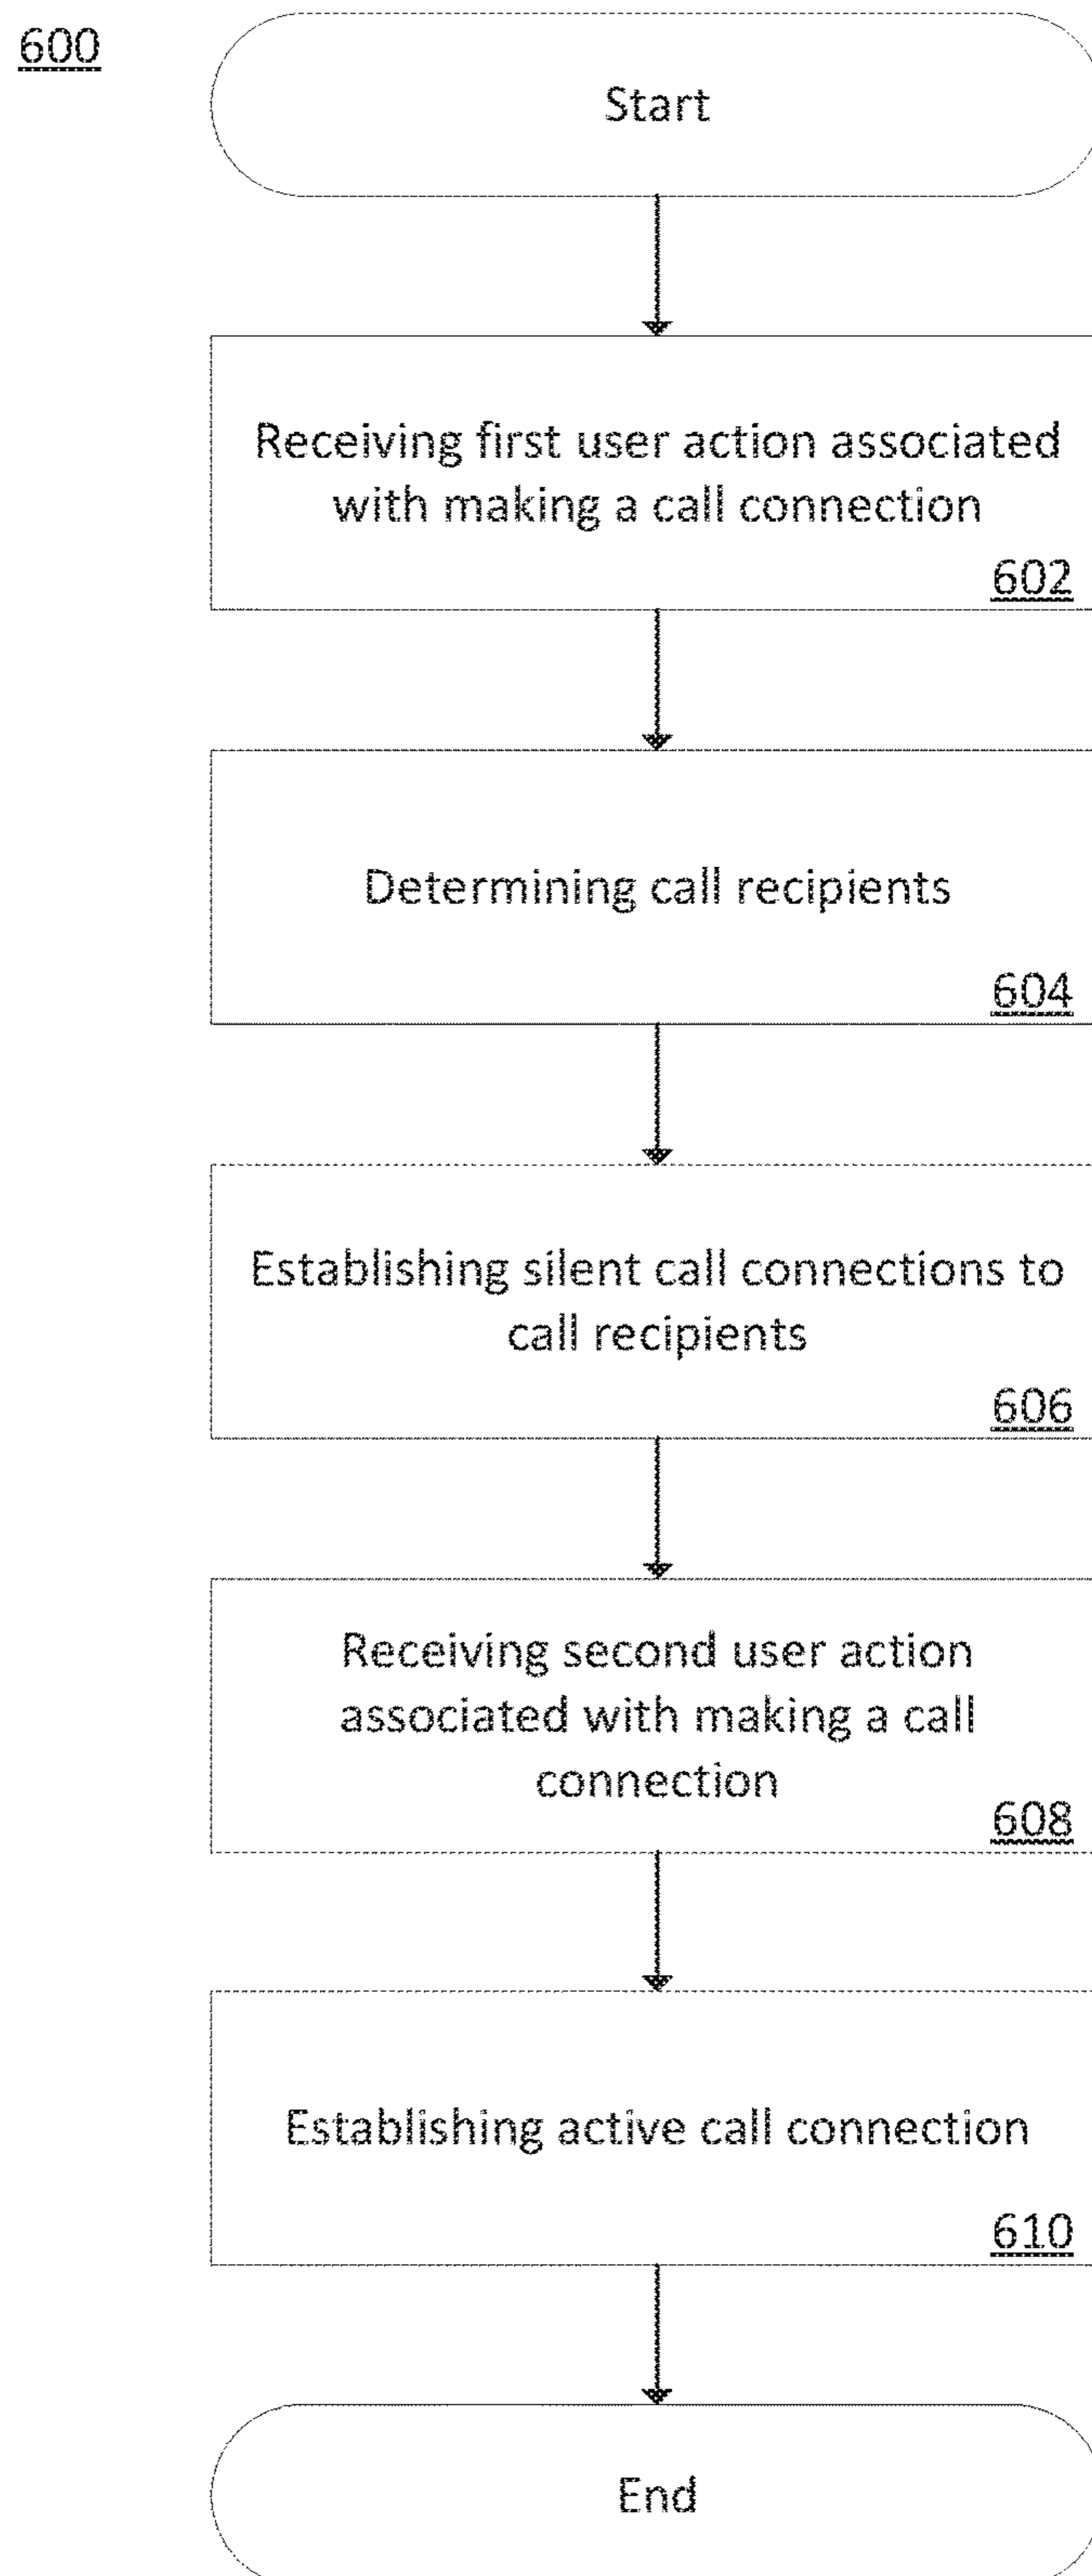 600
Start
Receiving first user action associated
with making a call connection
602
Determining call recipients
604
Establishing silent call connections to
call recipients
606
Receiving second user action
associated with making a call
connection
608
Establishing active call connection
610
End